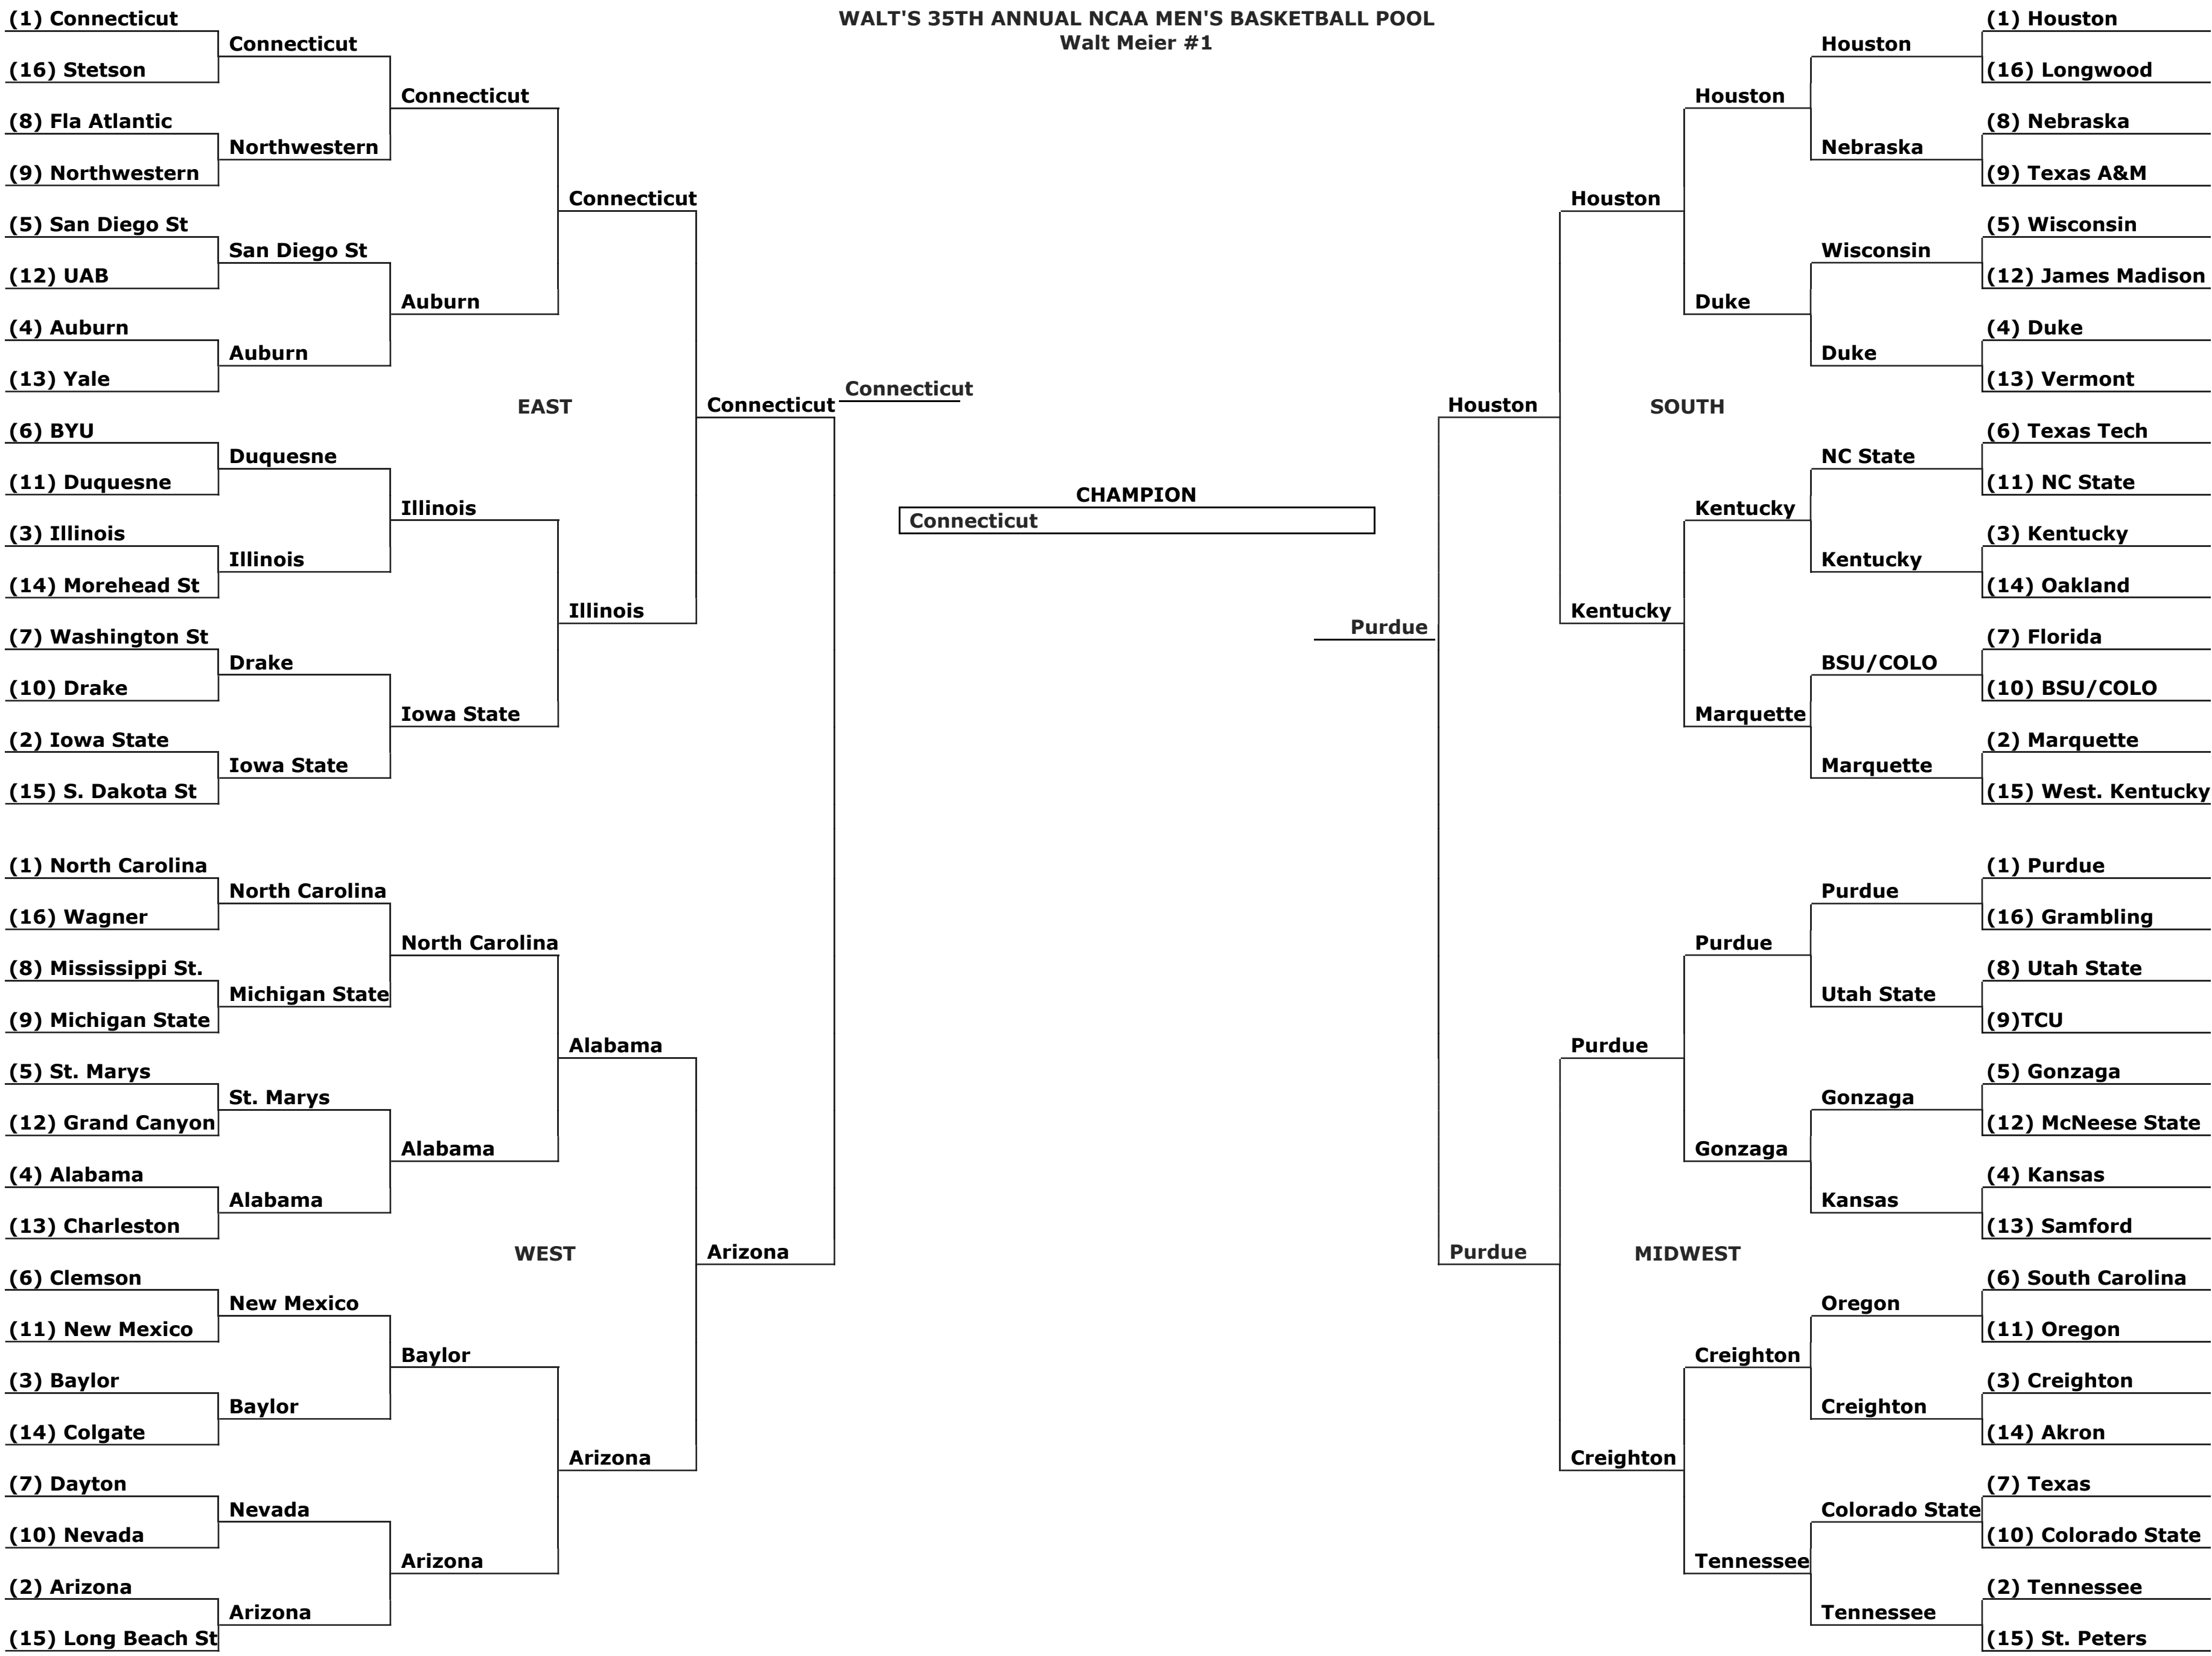 WALT'S 35TH ANNUAL NCAA MEN'S BASKETBALL POOL
Walt Meier #1
(1) Connecticut
Connecticut
(16) Stetson
Connecticut
(8) Fla Atlantic
Northwestern
(9) Northwestern
Connecticut
(5) San Diego St
San Diego St
(12) UAB
Auburn
(4) Auburn
Auburn
(13) Yale
EAST
Connecticut
Connecticut
(6) BYU
Duquesne
(11) Duquesne
Illinois
(3) Illinois
Illinois
(14) Morehead St
Illinois
(7) Washington St
Drake
(10) Drake
Iowa State
(2) Iowa State
Iowa State
(15) S. Dakota St
(1) North Carolina
North Carolina
(16) Wagner
North Carolina
(8) Mississippi St.
Michigan State
(9) Michigan State
Alabama
(5) St. Marys
St. Marys
(12) Grand Canyon
Alabama
(4) Alabama
Alabama
(13) Charleston
WEST
Arizona
(6) Clemson
New Mexico
(11) New Mexico
Baylor
(3) Baylor
Baylor
(14) Colgate
Arizona
(7) Dayton
Nevada
(10) Nevada
Arizona
(2) Arizona
Arizona
(15) Long Beach St
CHAMPION
Connecticut
(1) Houston
Houston
(16) Longwood
Houston
(8) Nebraska
Nebraska
(9) Texas A&M
Houston
(5) Wisconsin
Wisconsin
(12) James Madison
Duke
(4) Duke
Duke
(13) Vermont
Houston
SOUTH
(6) Texas Tech
NC State
(11) NC State
Kentucky
(3) Kentucky
Kentucky
(14) Oakland
Kentucky
Purdue
(7) Florida
BSU/COLO
(10) BSU/COLO
Marquette
(2) Marquette
Marquette
(15) West. Kentucky
(1) Purdue
Purdue
(16) Grambling
Purdue
(8) Utah State
Utah State
(9)TCU
Purdue
(5) Gonzaga
Gonzaga
(12) McNeese State
Gonzaga
(4) Kansas
Kansas
(13) Samford
Purdue
MIDWEST
(6) South Carolina
Oregon
(11) Oregon
Creighton
(3) Creighton
Creighton
(14) Akron
Creighton
(7) Texas
Colorado State
(10) Colorado State
Tennessee
(2) Tennessee
Tennessee
(15) St. Peters